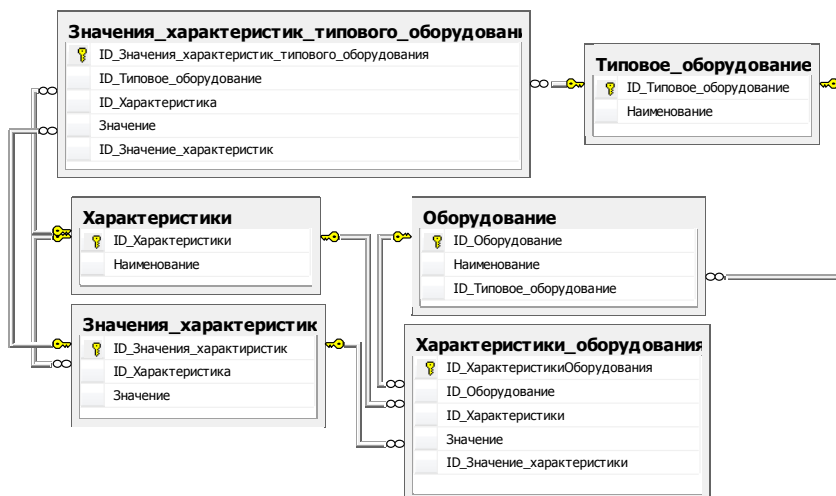 Значения_характеристик_типового_оборудовани
ID_Значения_характеристик_типового_оборудования
ID_Типовое_оборудование
ID_Характеристика
Значение
ID_Значение_характеристик
Типовое_оборудование
ID_Типовое_оборудование
Наименование
Характеристики
ID_Характеристики
Наименование
Оборудование
ID_Оборудование
Наименование
ID_Типовое_оборудование
Значения_характеристик
ID_Значения_характиристик
ID_Характеристика
Значение
Характеристики_оборудования
ID_ХарактеристикиОборудования
ID_Оборудование
ID_Характеристики
Значение
ID_Значение_характеристики